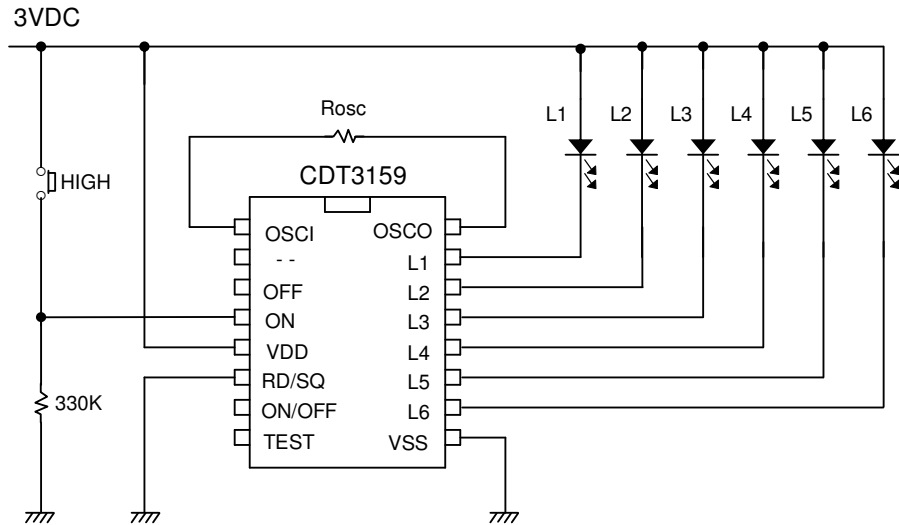 3VDC
Rosc
L1 L2 L3 L4 L5 L6
HIGH
CDT3159
OSCI OSCO
- - L1
OFF L2
ON L3
VDD L4
RD/SQ L5
330K
ON/OFF L6
TEST VSS